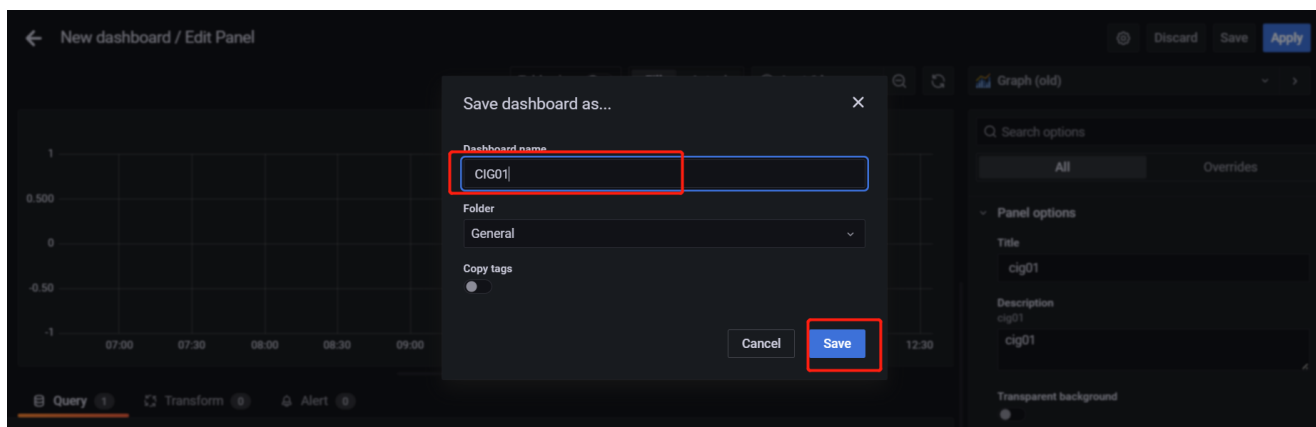 New dashboard / Edit Panel
Discard Save Apply
Graph (old)
Save dashboard as...
Search options
Dashboard name
All Overrides
CIG01
1
0.500
0
-0.50
-1
Folder
General
Panel options
Title
cig01
Copy tags
Description
cig01
cig01
Cancel Save
07:00 07:30 08:00 08:30 09:00 12:30
Query 1 Transform 0 Alert 0
Transparent background